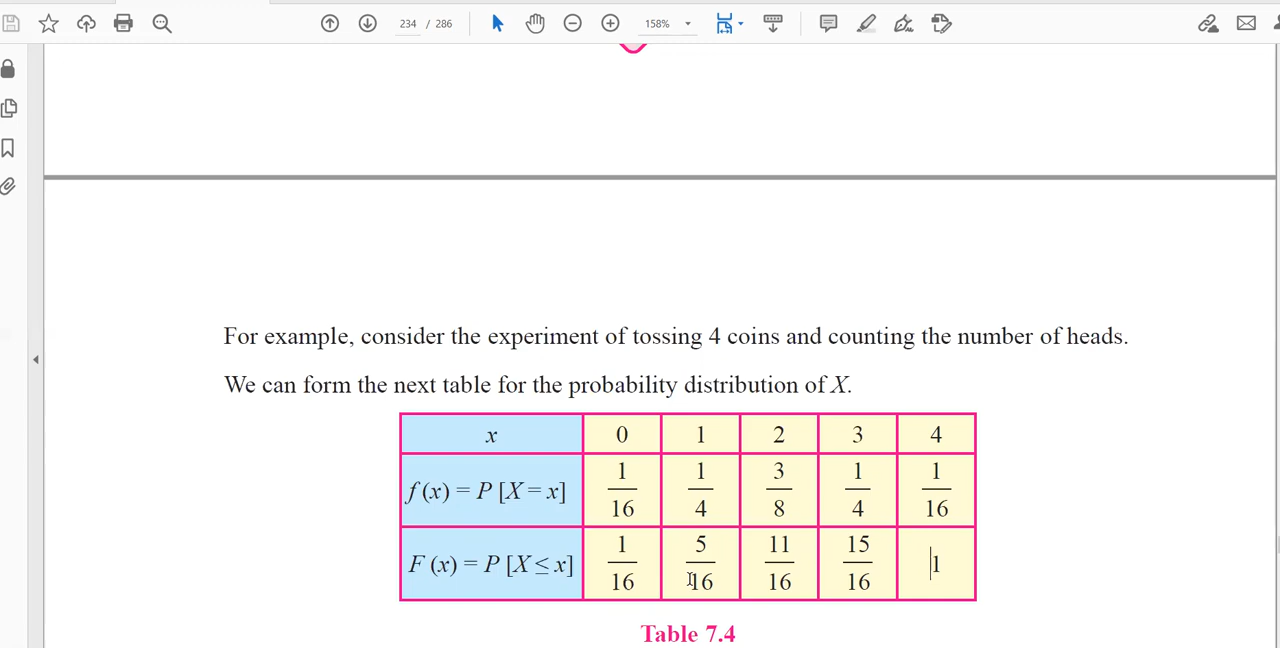 234 / 286
158%
For example, consider the experiment of tossing 4 coins and counting the number of heads.
We can form the next table for the probability distribution of X.
x 0 1 2 3 4
f (x) = P [X = x] 1/16 1/4 3/8 1/4 1/16
F (x) = P [X ≤ x] 1/16 5/16 11/16 15/16 1
Table 7.4